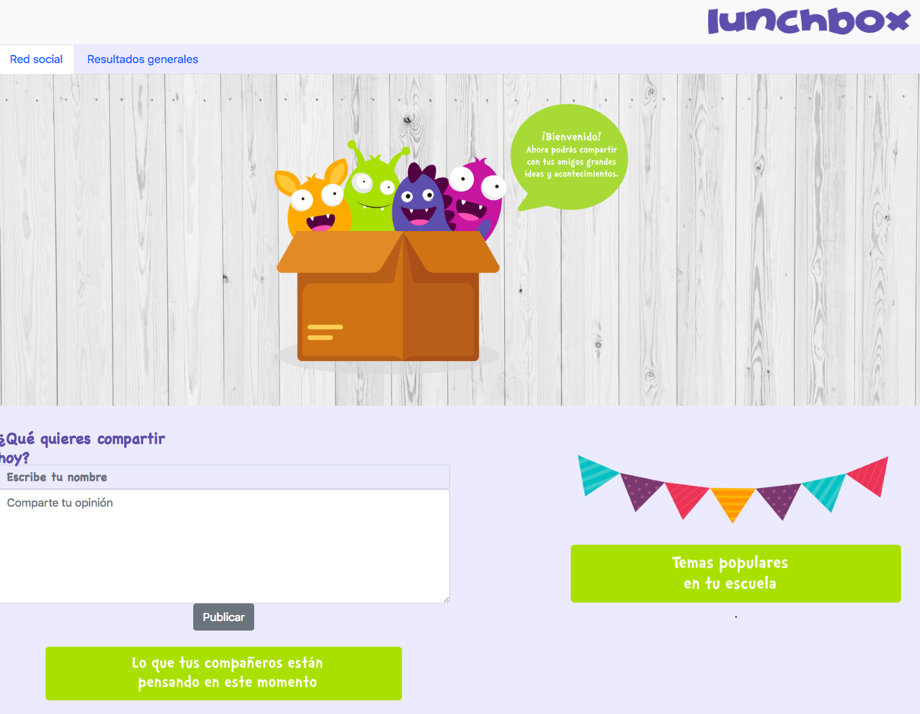 lunchbox
Red social
Resultados generales
¡Bienvenido!
Ahora podrás compartir
con tus amigos grandes
ideas y acontecimientos.
¿Qué quieres compartir
hoy?
Escribe tu nombre
Comparte tu opinión
Publicar
Lo que tus compañeros están
pensando en este momento
Temas populares
en tu escuela
.